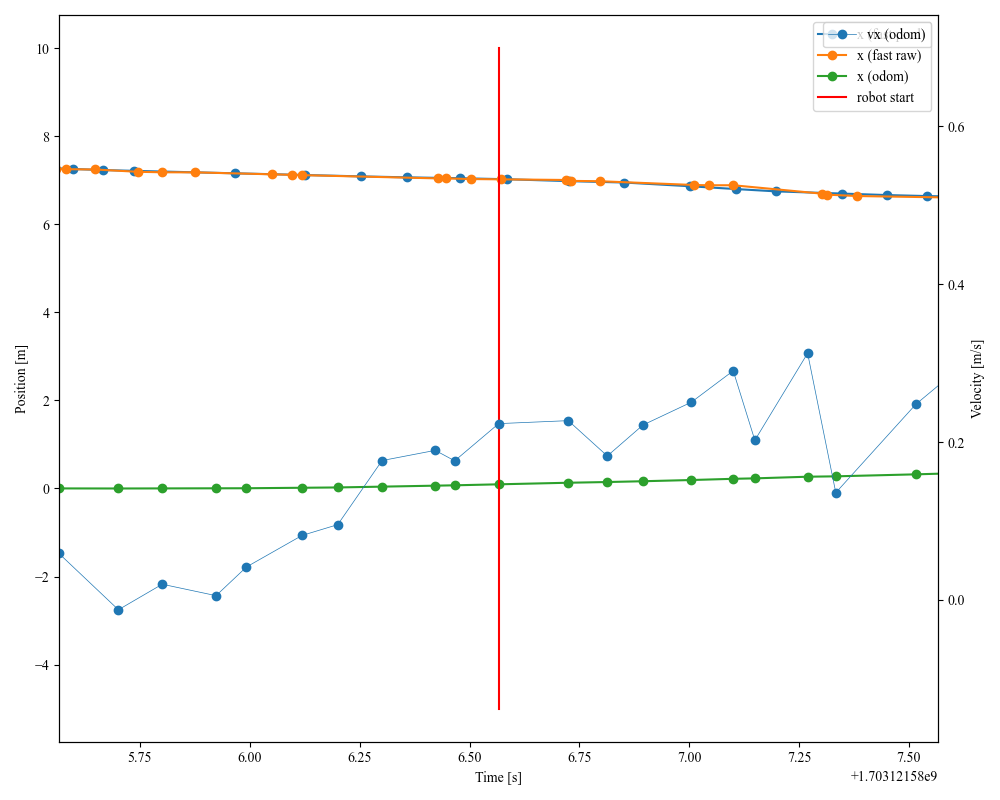 10
8
6
4
2
0
−2
−4
Position [m]
vx (odom)
x (fast raw)
x (odom)
robot start
0.6
0.4
0.2
0.0
Velocity [m/s]
5.75 6.00 6.25 6.50 6.75 7.00 7.25 7.50
Time [s]
+1.70312158e9